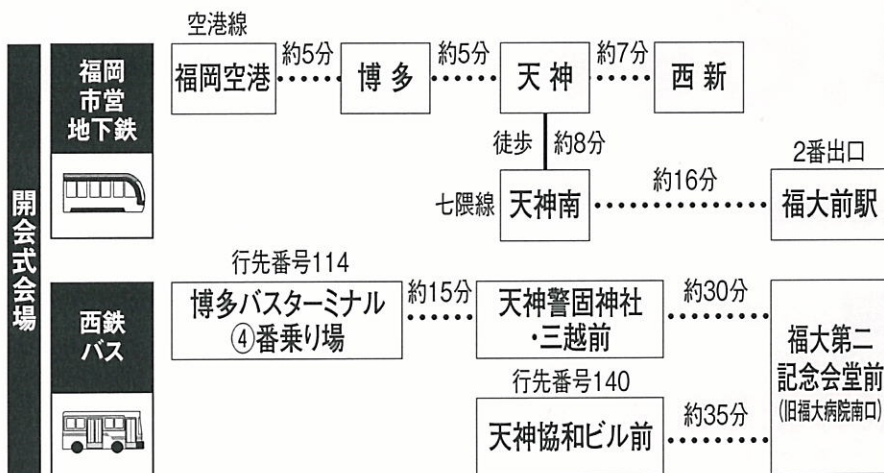 開会式会場
福岡
市営
地下鉄
空港線
福岡空港 約5分 博多 約5分 天神 約7分 西新
徒歩 約8分
七隈線 天神南 約16分 2番出口
福大前駅
西鉄
バス
行先番号114
博多バスターミナル
④番乗り場
約15分
天神警固神社
・三越前
約30分
行先番号140
天神協和ビル前
約35分
福大第二
記念会堂前
(旧福大病院南口)